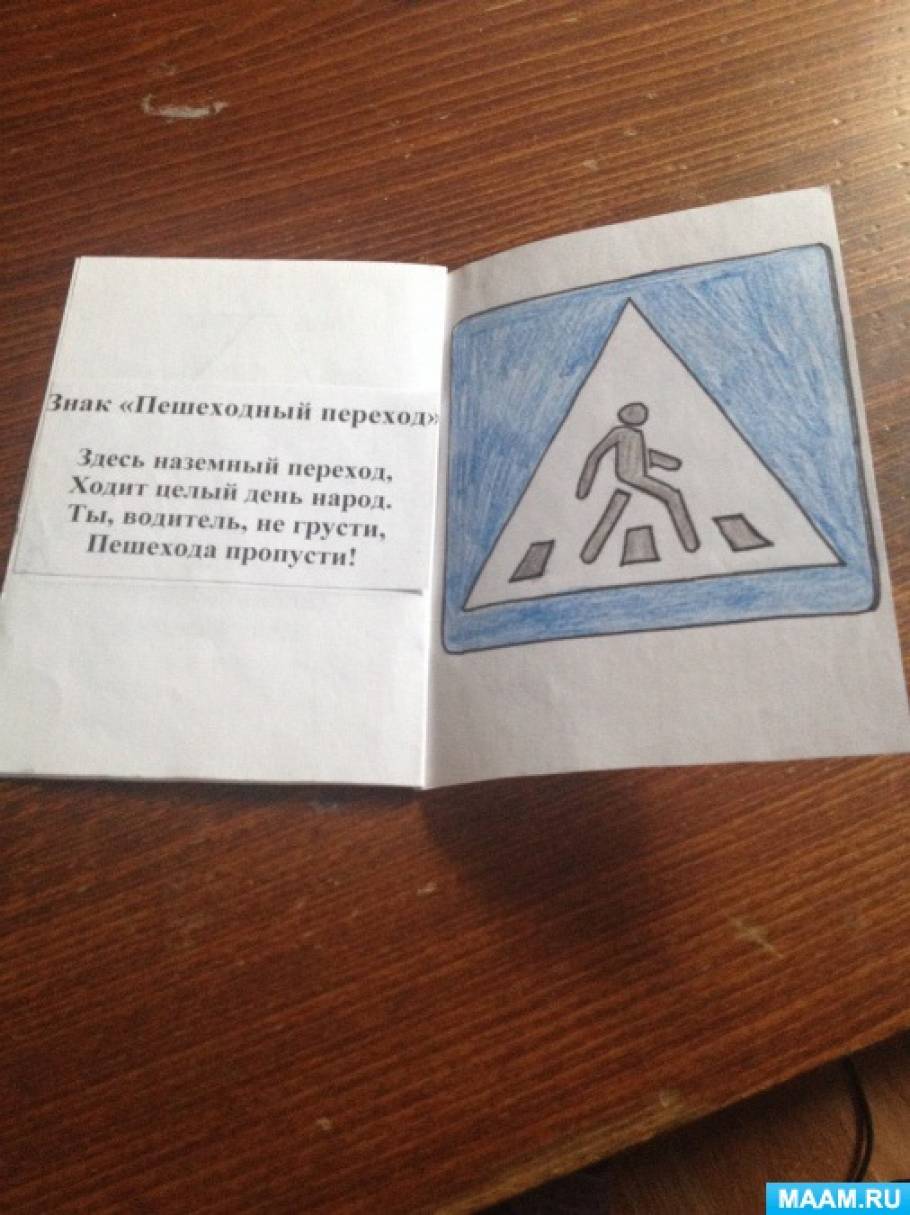 Знак «Пешеходный переход»
Здесь наземный переход,
Ходит целый день народ.
Ты, водитель, не грусти,
Пешехода пропусти!
MAAM.RU